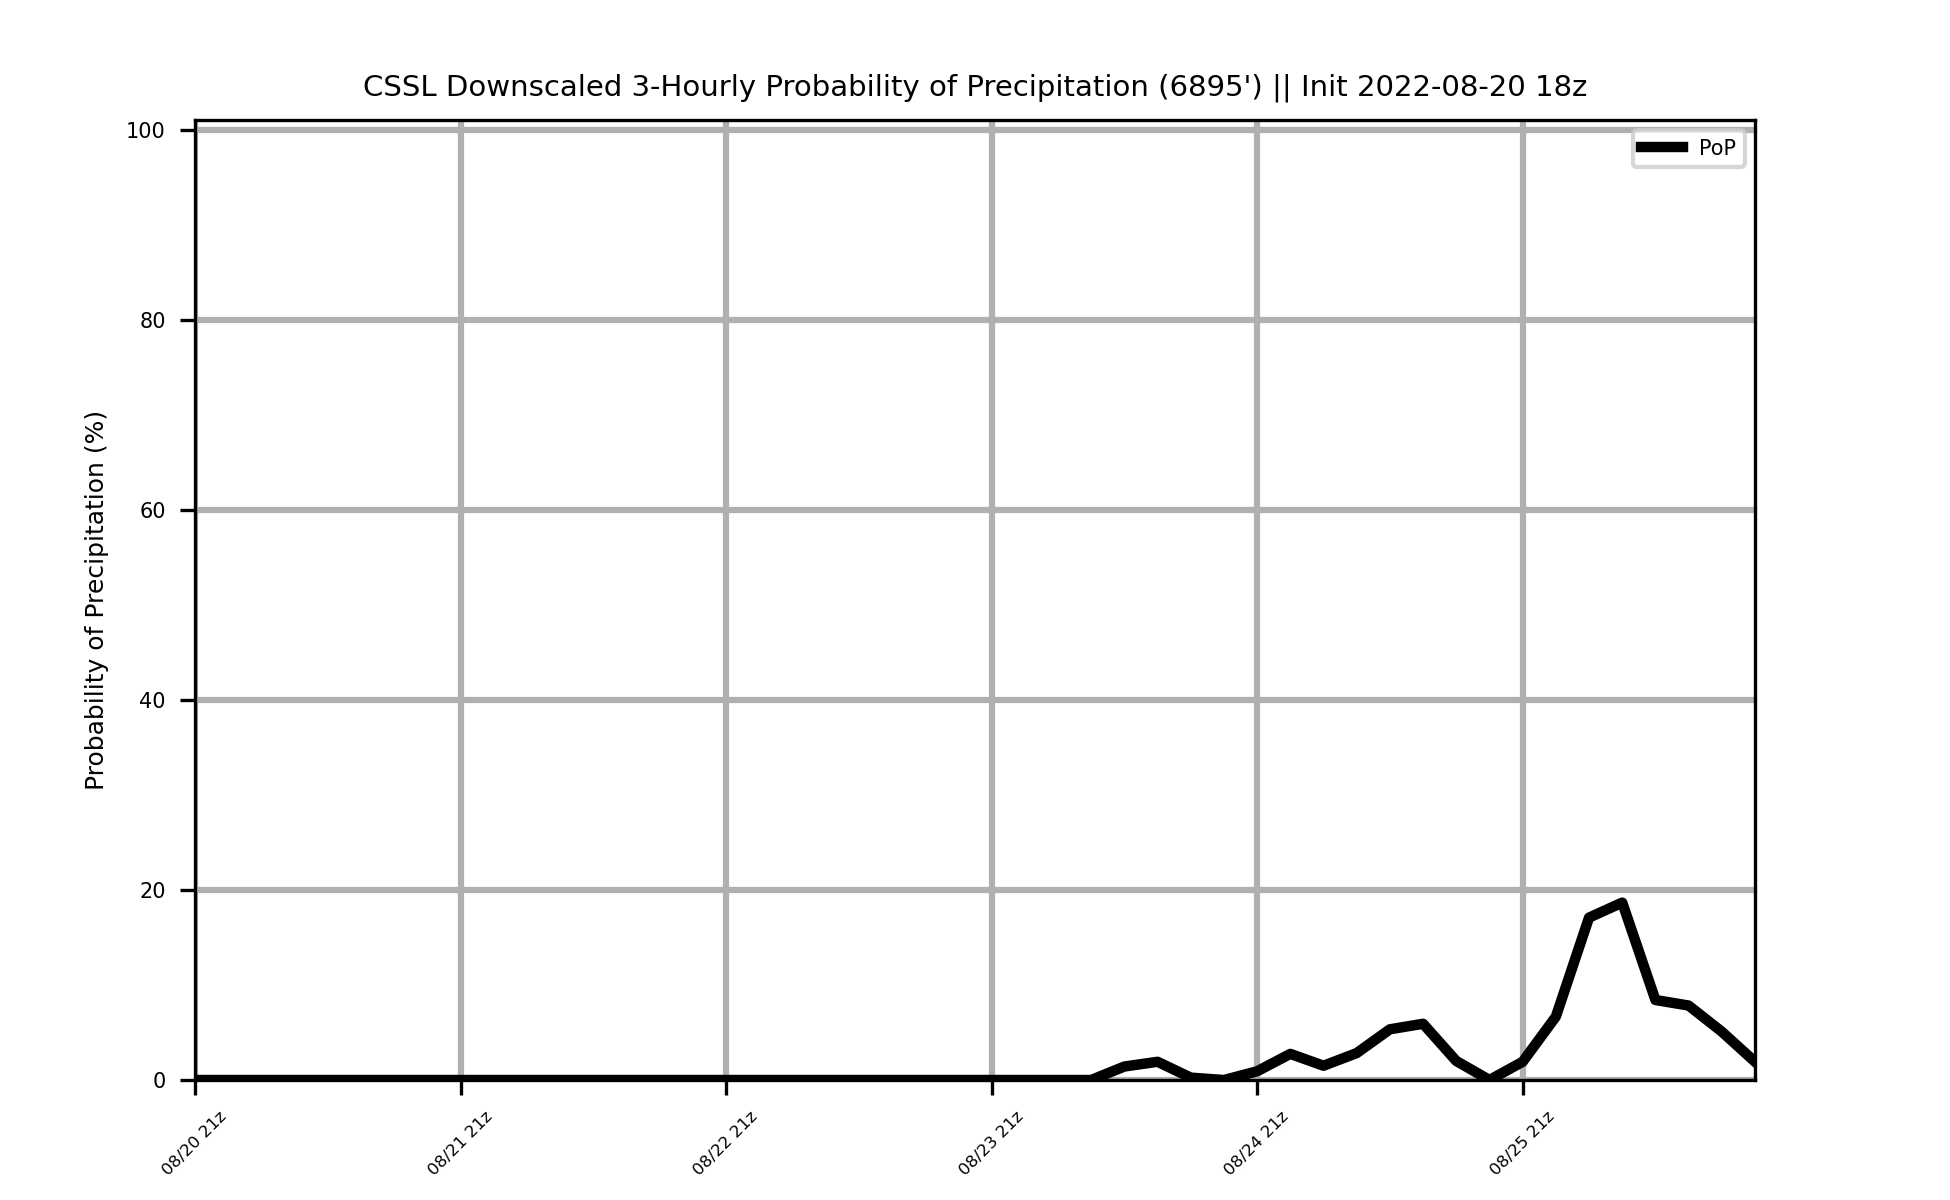 CSSL Downscaled 3-Hourly Probability of Precipitation (6895') || Init 2022-08-20 18z
PoP
Probability of Precipitation (%)
100
80
60
40
20
0
08/20 21z
08/21 21z
08/22 21z
08/23 21z
08/24 21z
08/25 21z